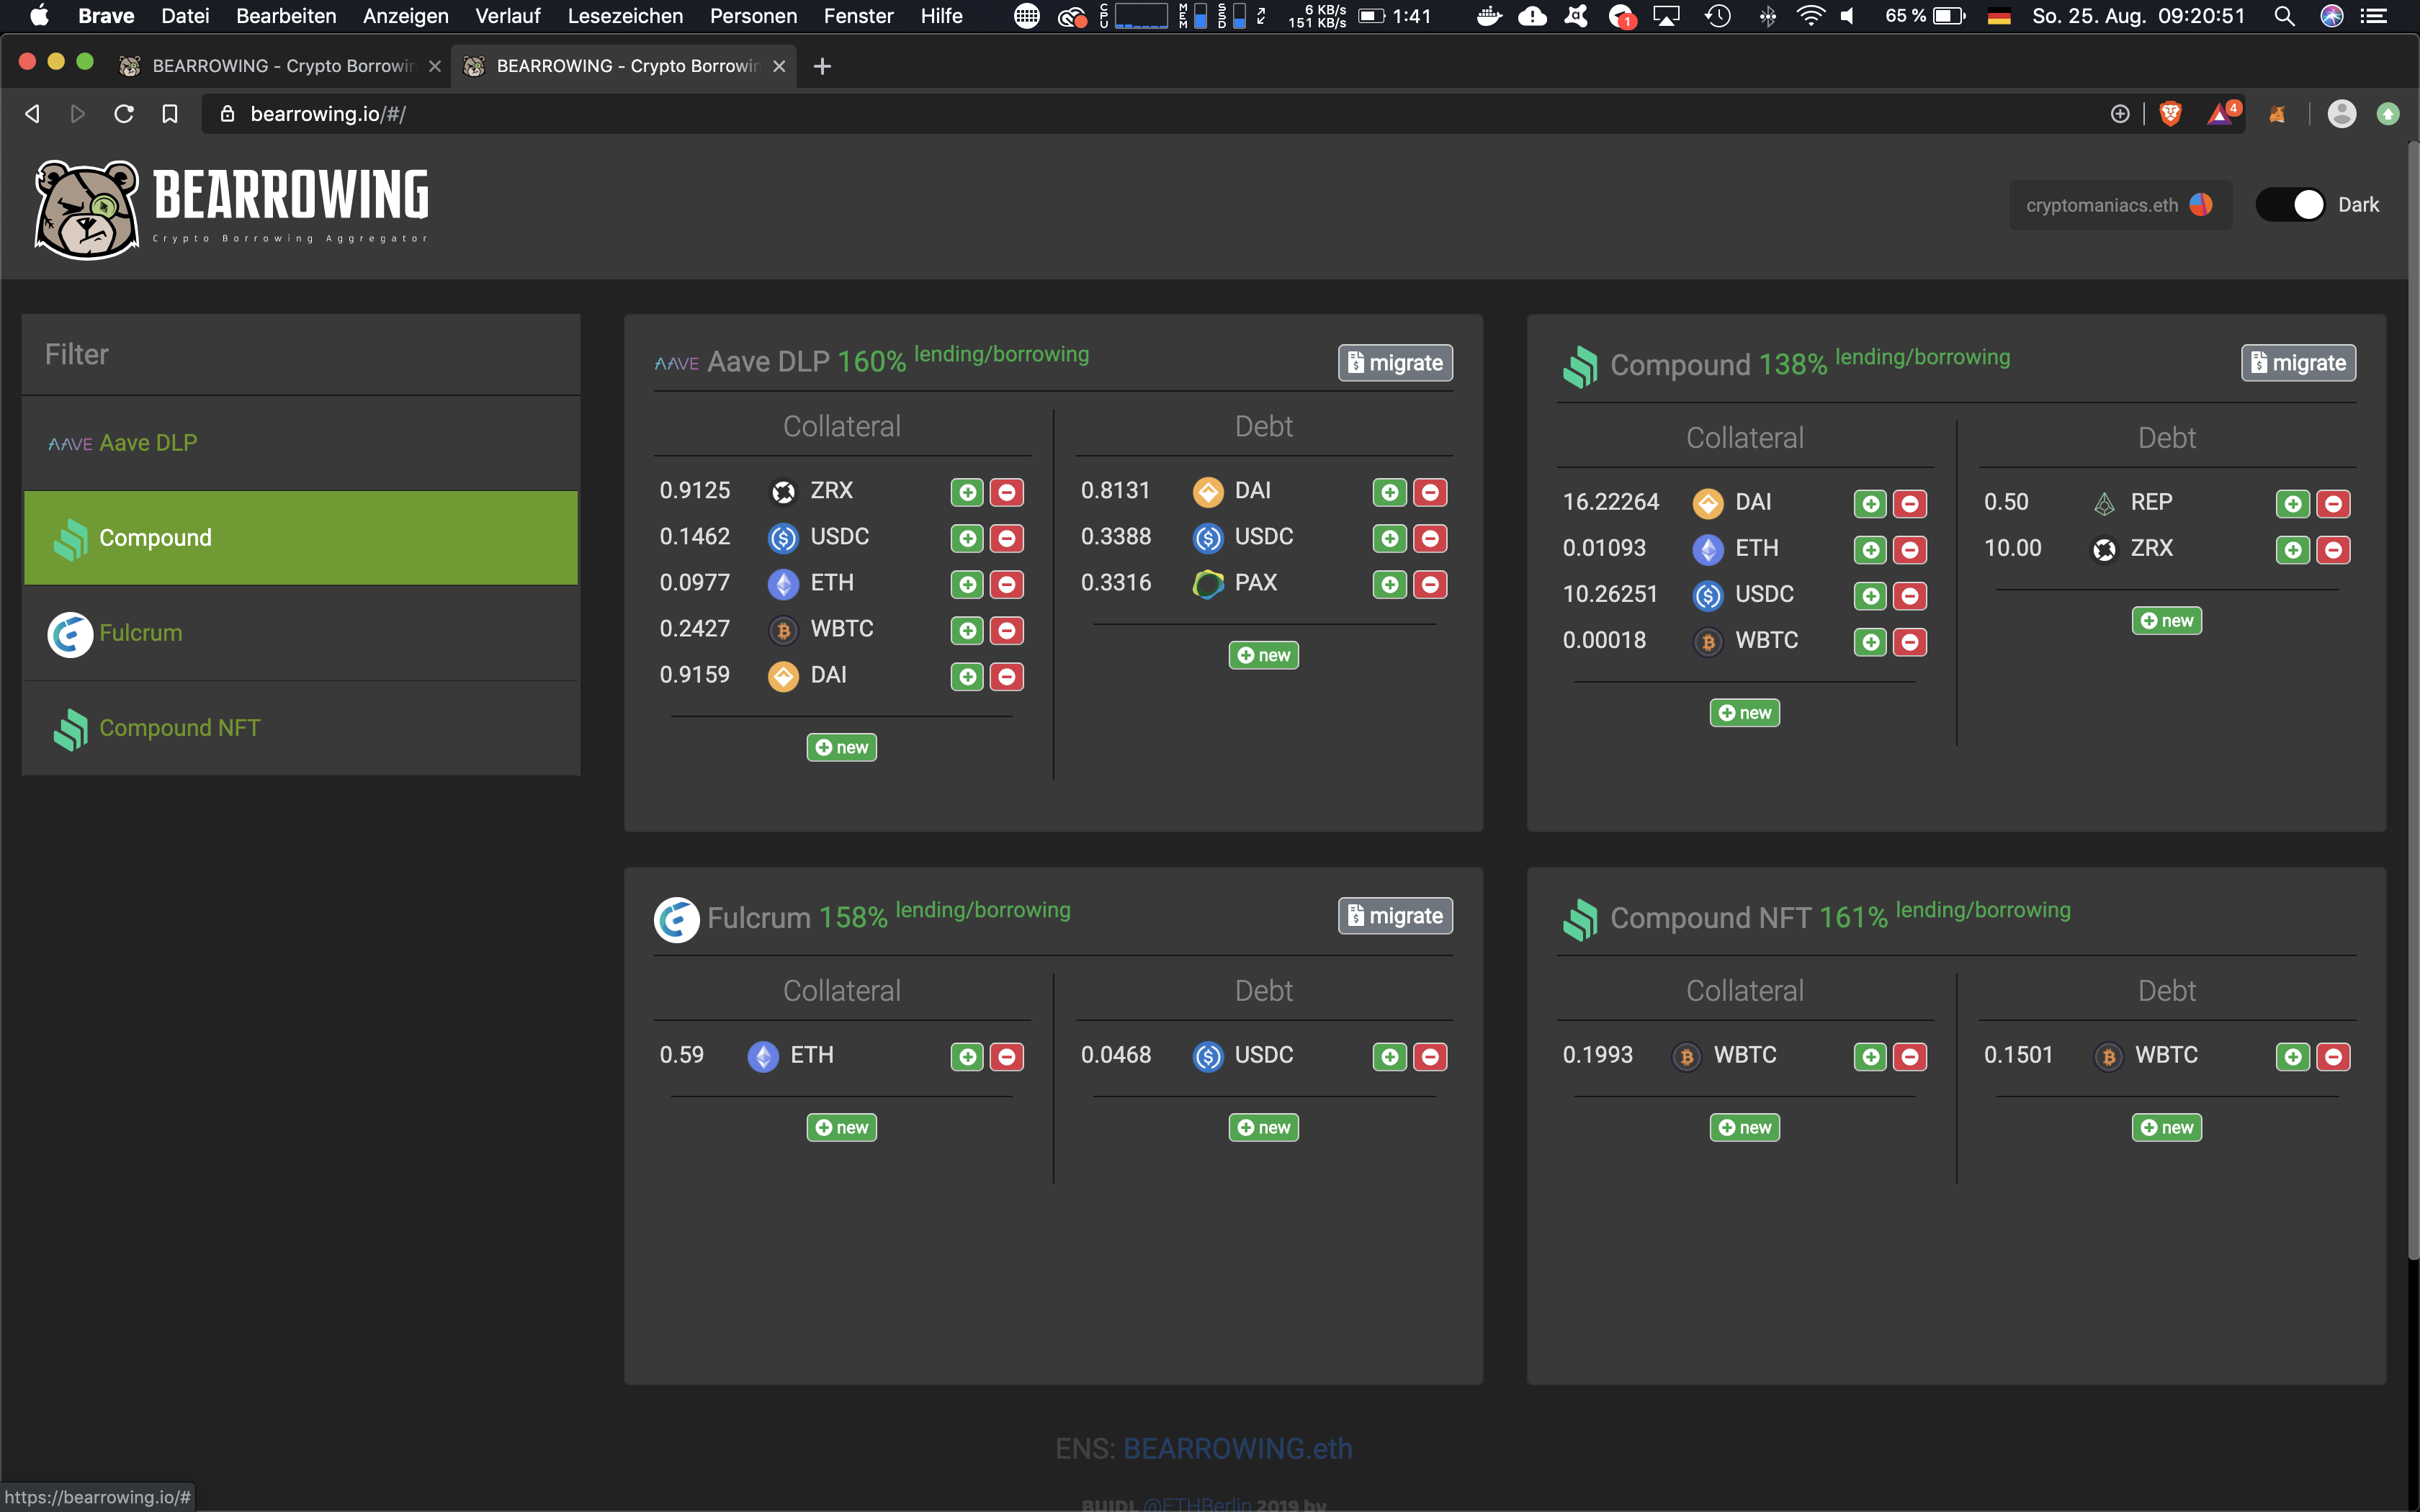 Brave Datei Bearbeiten Anzeigen Verlauf Lesezeichen Personen Fenster Hilfe CPU MEM SSD 6 KB/s 151 KB/s 1:41 1 65 % So. 25. Aug. 09:20:51
BEARROWING - Crypto Borrowin
BEARROWING - Crypto Borrowin
bearrowing.io/#/
4
BEARROWING
Crypto Borrowing Aggregator
cryptomaniacs.eth
Dark
Filter
AAVE Aave DLP
Compound
Fulcrum
Compound NFT
AAVE Aave DLP 160% lending/borrowing
migrate
Collateral
0.9125 ZRX
0.1462 USDC
0.0977 ETH
0.2427 WBTC
0.9159 DAI
new
Debt
0.8131 DAI
0.3388 USDC
0.3316 PAX
new
Compound 138% lending/borrowing
migrate
Collateral
16.22264 DAI
0.01093 ETH
10.26251 USDC
0.00018 WBTC
new
Debt
0.50 REP
10.00 ZRX
new
Fulcrum 158% lending/borrowing
migrate
Collateral
0.59 ETH
new
Debt
0.0468 USDC
new
Compound NFT 161% lending/borrowing
Collateral
0.1993 WBTC
new
Debt
0.1501 WBTC
new
ENS: BEARROWING.eth
BUIDL @ETHBerlin 2019 by
https://bearrowing.io/#